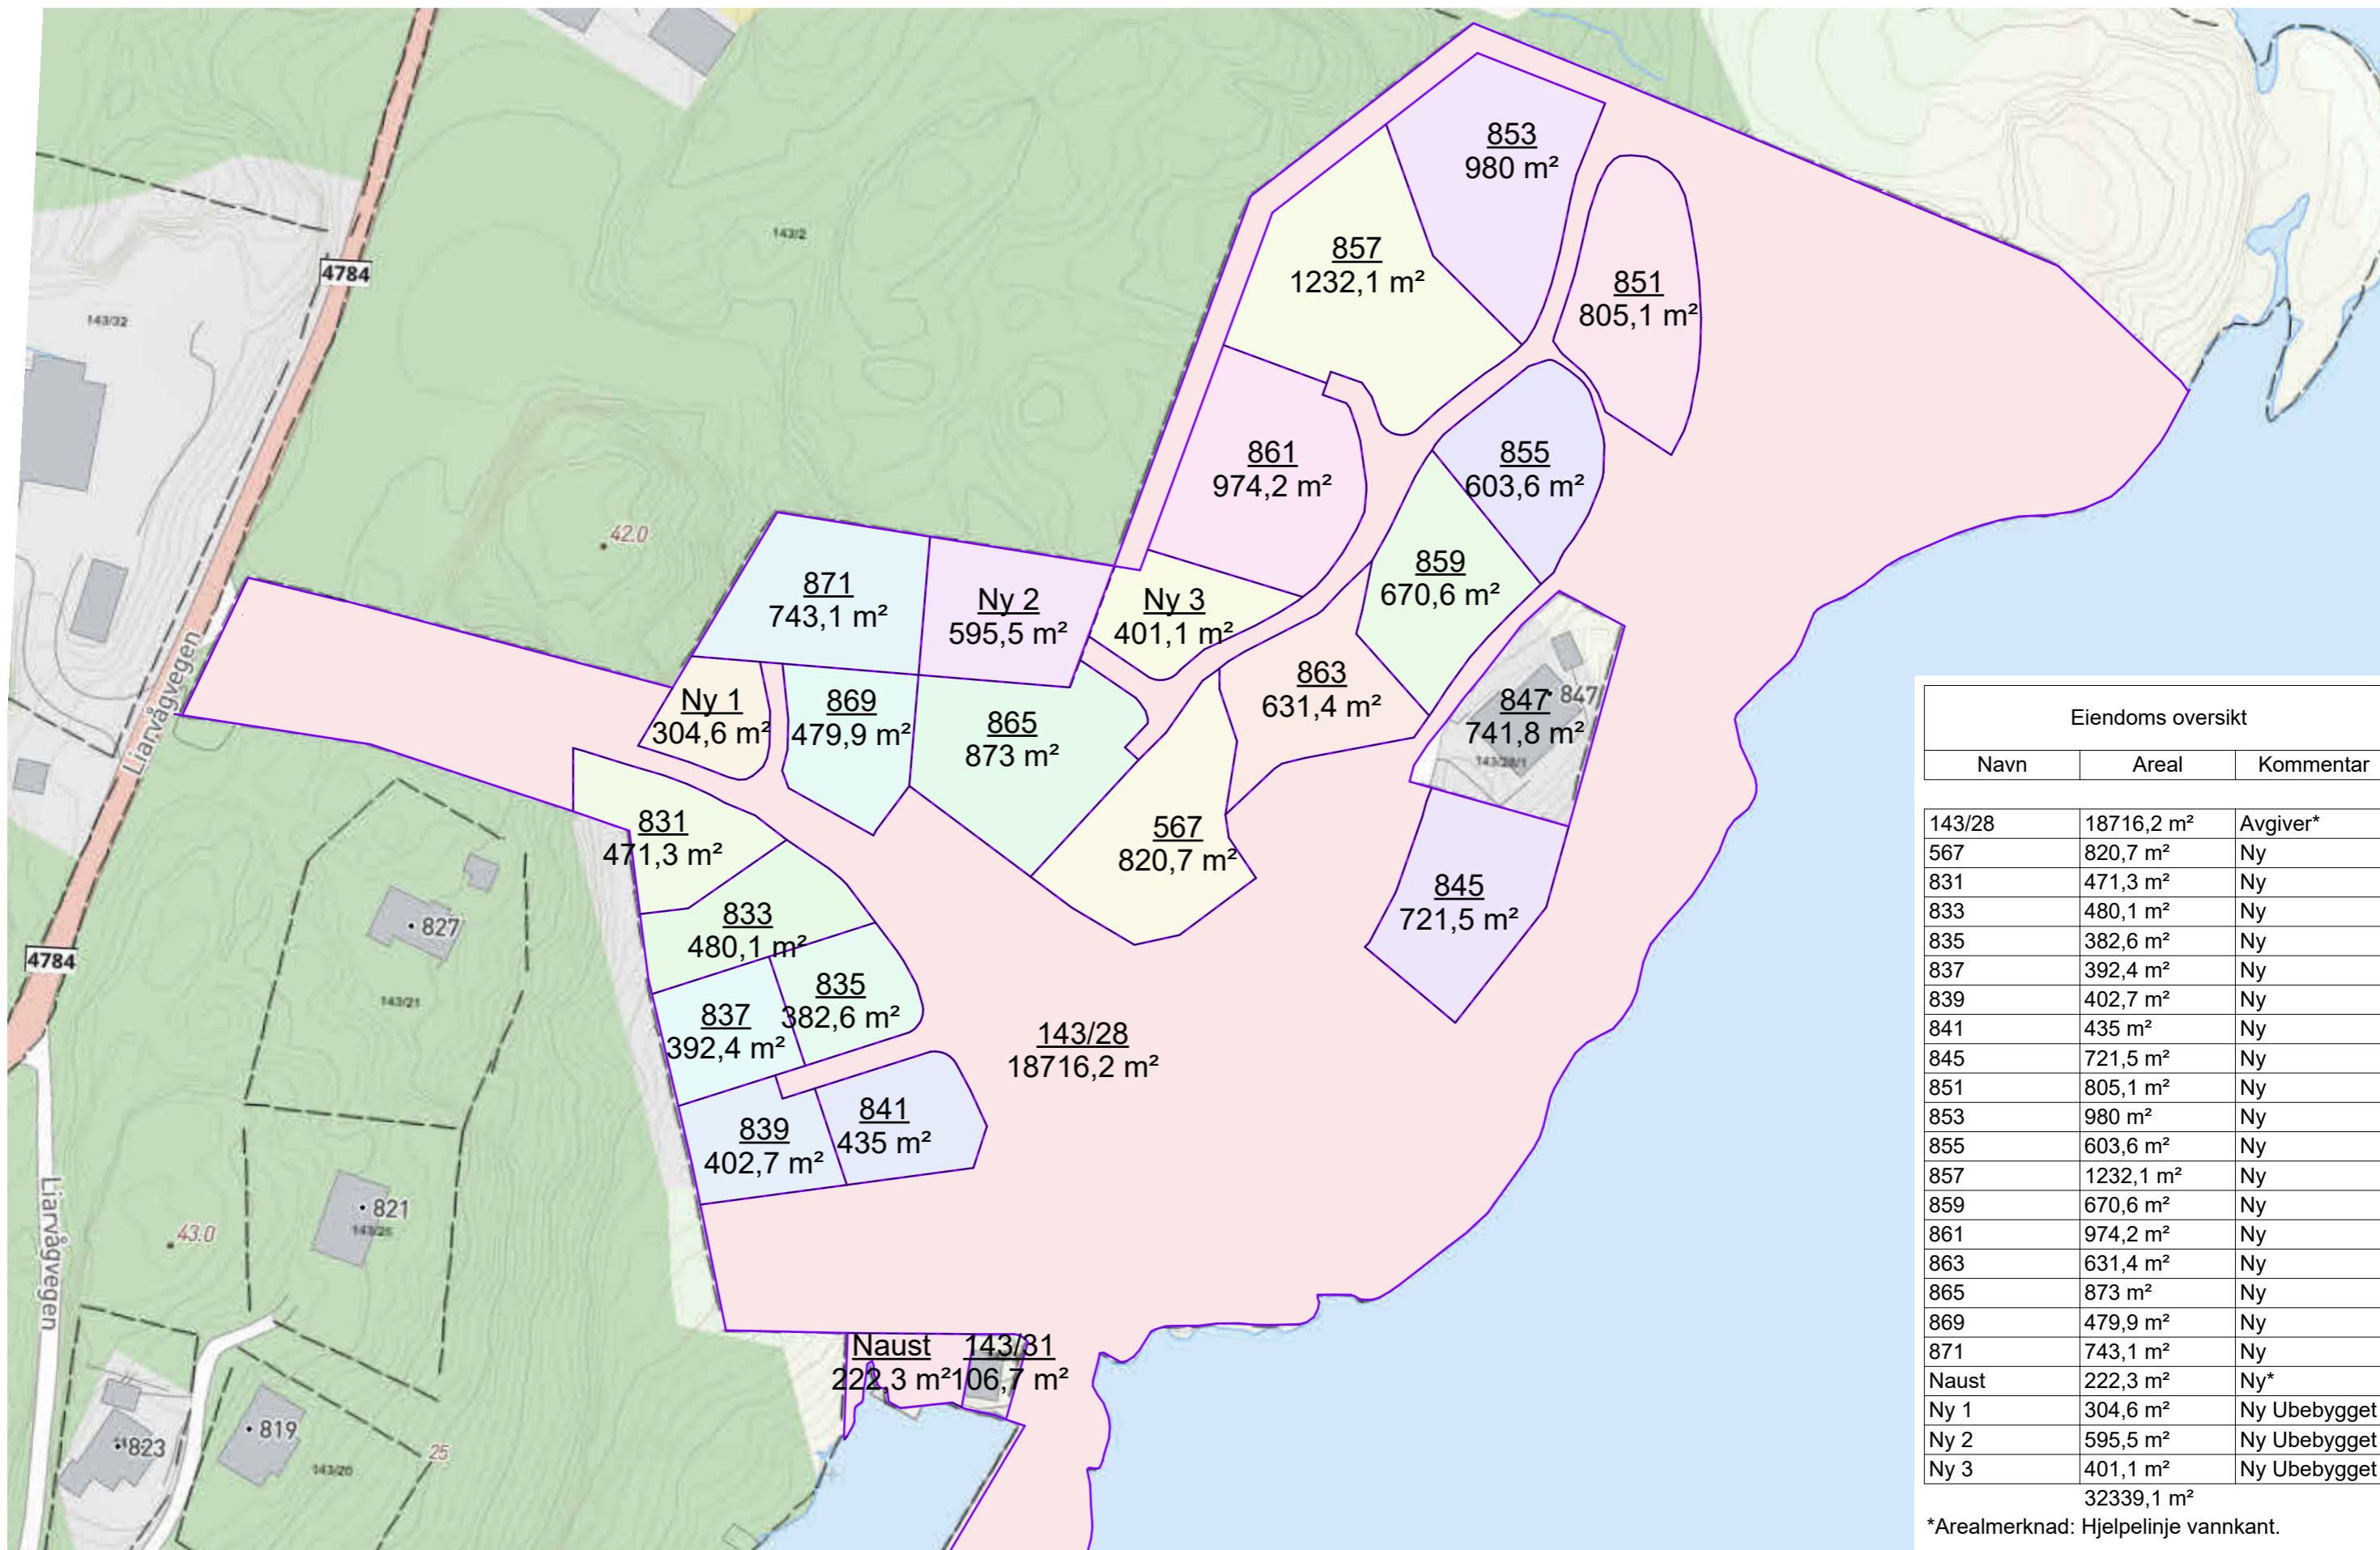 853
980 m²
143/2
857
1232,1 m²
4784
851
805,1 m²
143/32
861
974,2 m²
855
603,6 m²
42.0
871
743,1 m²
Ny 2
595,5 m²
Ny 3
401,1 m²
859
670,6 m²
Liarvågvegen
Ny 1
304,6 m²
869
479,9 m²
865
873 m²
863
631,4 m²
847
847
741,8 m²
143/28/1
831
471,3 m²
567
820,7 m²
845
721,5 m²
833
480,1 m²
827
4784
143/21
835
382,6 m²
837
392,4 m²
143/28
18716,2 m²
839
402,7 m²
841
435 m²
821
143/26
43.0
Liarvågvegen
Naust
222,3 m²
143/31
106,7 m²
823
819
25
143/20
Eiendoms oversikt
Navn Areal Kommentar
143/28 18716,2 m² Avgiver*
567 820,7 m² Ny
831 471,3 m² Ny
833 480,1 m² Ny
835 382,6 m² Ny
837 392,4 m² Ny
839 402,7 m² Ny
841 435 m² Ny
845 721,5 m² Ny
851 805,1 m² Ny
853 980 m² Ny
855 603,6 m² Ny
857 1232,1 m² Ny
859 670,6 m² Ny
861 974,2 m² Ny
863 631,4 m² Ny
865 873 m² Ny
869 479,9 m² Ny
871 743,1 m² Ny
Naust 222,3 m² Ny*
Ny 1 304,6 m² Ny Ubebygget
Ny 2 595,5 m² Ny Ubebygget
Ny 3 401,1 m² Ny Ubebygget
32339,1 m²
*Arealmerknad: Hjelpelinje vannkant.